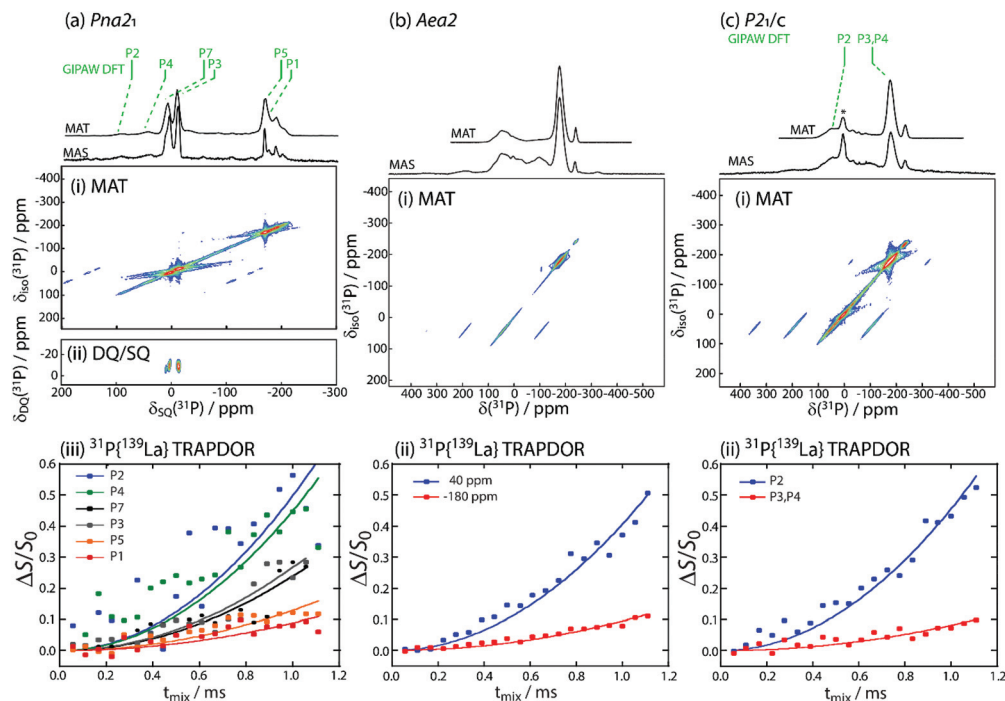 (a) Pna2₁
P2
P4
P7
P3
P5
P1
GIPAW DFT
MAT
MAS
(i) MAT
-400
-300
-200
-100
0
100
200
δiso(³¹P) / ppm
(ii) DQ/SQ
-20
0
δDQ(³¹P) / ppm
200 100 0 -100 -200 -300
δSQ(³¹P) / ppm
(iii) ³¹P{¹³⁹La} TRAPDOR
P2
P4
P7
P3
P5
P1
0.6
0.5
0.4
0.3
0.2
0.1
0.0
ΔS/S₀
0.0 0.2 0.4 0.6 0.8 1.0 1.2
tmix / ms
(b) Aea2
MAT
MAS
(i) MAT
-400
-300
-200
-100
0
100
200
δiso(³¹P) / ppm
400 300 200 100 0 -100 -200 -300 -400 -500
δ(³¹P) / ppm
(ii) ³¹P{¹³⁹La} TRAPDOR
40 ppm
-180 ppm
0.6
0.5
0.4
0.3
0.2
0.1
0.0
ΔS/S₀
0.0 0.2 0.4 0.6 0.8 1.0 1.2
tmix / ms
(c) P2₁/c
GIPAW DFT
P2
P3,P4
*
MAT
MAS
(i) MAT
-400
-300
-200
-100
0
100
200
δiso(³¹P) / ppm
500 400 300 200 100 0 -100 -200 -300 -400 -500
δ(³¹P) / ppm
(ii) ³¹P{¹³⁹La} TRAPDOR
P2
P3,P4
0.6
0.5
0.4
0.3
0.2
0.1
0.0
ΔS/S₀
0.0 0.2 0.4 0.6 0.8 1.0 1.2
tmix / ms